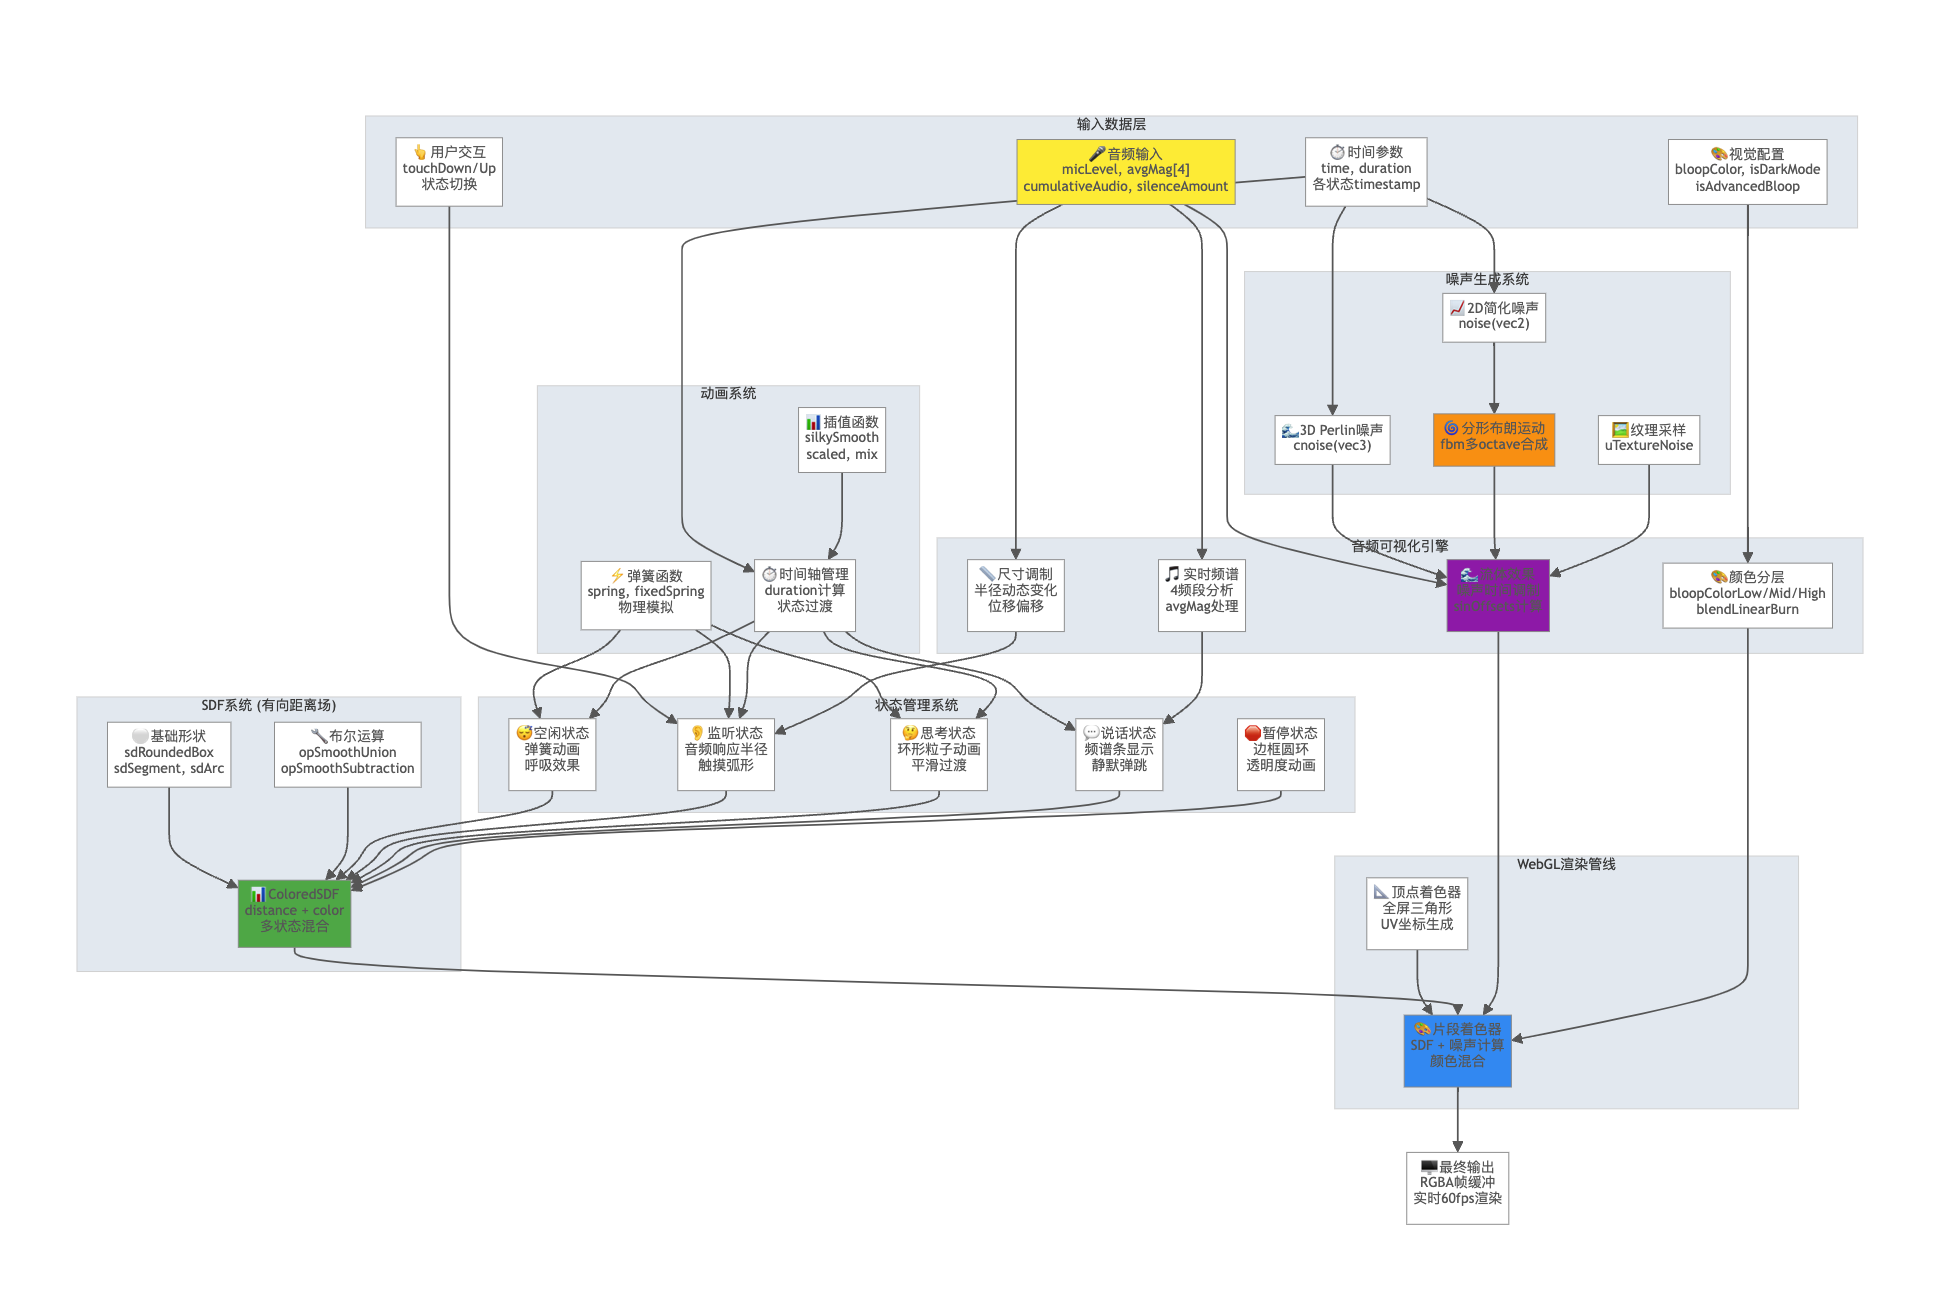 输入数据层
👆用户交互
touchDown/Up
状态切换
🎤音频输入
micLevel, avgMag[4]
cumulativeAudio, silenceAmount
⏱️时间参数
time, duration
各状态timestamp
🎨视觉配置
bloopColor, isDarkMode
isAdvancedBloop
噪声生成系统
📈2D简化噪声
noise(vec2)
🌊3D Perlin噪声
cnoise(vec3)
🌀分形布朗运动
fbm多octave合成
🖼️纹理采样
uTextureNoise
动画系统
📊插值函数
silkySmooth
scaled, mix
⚡弹簧函数
spring, fixedSpring
物理模拟
⏱️时间轴管理
duration计算
状态过渡
音频可视化引擎
📏尺寸调制
半径动态变化
位移偏移
🎵实时频谱
4频段分析
avgMag处理
sinOffsets计算
🎨颜色分层
bloopColorLow/Mid/High
blendLinearBurn
SDF系统 (有向距离场)
⚪基础形状
sdRoundedBox
sdSegment, sdArc
🔧布尔运算
opSmoothUnion
opSmoothSubtraction
📊ColoredSDF
distance + color
多状态混合
状态管理系统
😴空闲状态
弹簧动画
呼吸效果
👂监听状态
音频响应半径
触摸弧形
🤔思考状态
环形粒子动画
平滑过渡
💬说话状态
频谱条显示
静默弹跳
🛑暂停状态
边框圆环
透明度动画
WebGL渲染管线
📐顶点着色器
全屏三角形
UV坐标生成
🎨片段着色器
SDF + 噪声计算
颜色混合
🖥️最终输出
RGBA帧缓冲
实时60fps渲染